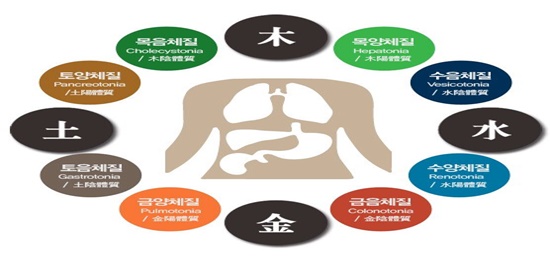 木
목음체질
Cholecystonia
/ 木陰體質
목양체질
Hepatonia
/ 木陽體質
토양체질
Pancreotonia
/土陽體質
수음체질
Vesicotonia
/ 水陰體質
土
水
토음체질
Gastrotonia
/ 土陰體質
수양체질
Renotonia
/ 水陽體質
금양체질
Pulmotonia
/ 金陽體質
금음체질
Colonotonia
/ 金陰體質
金